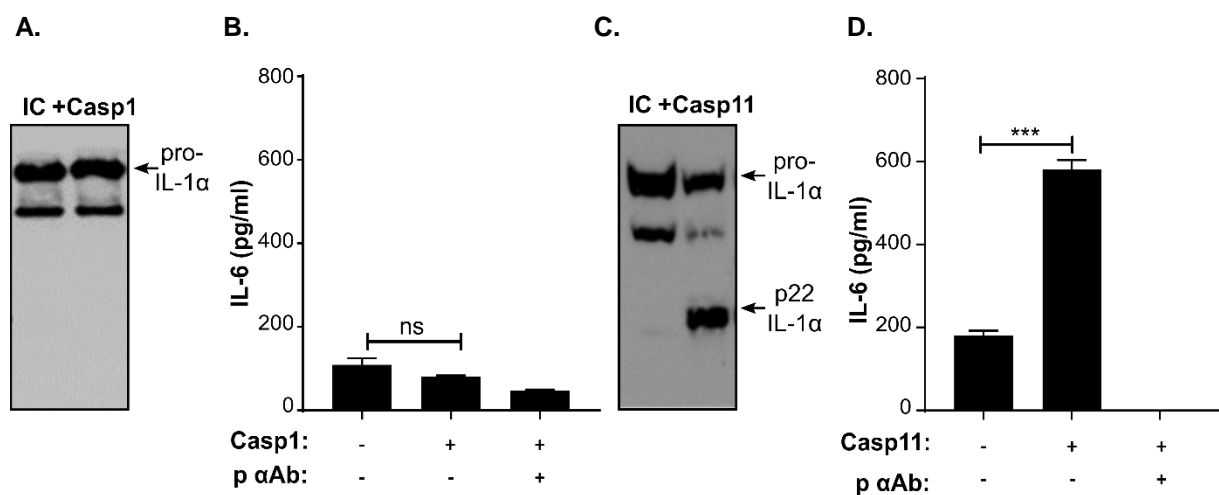 A.
IC +Casp1
pro-
IL-1α
B.
IL-6 (pg/ml)
800
600
400
200
0
ns
Casp1: - + +
p αAb: - - +
C.
IC +Casp11
pro-
IL-1α
p22
IL-1α
D.
IL-6 (pg/ml)
800
600
400
200
0
***
Casp11: - + +
p αAb: - - +